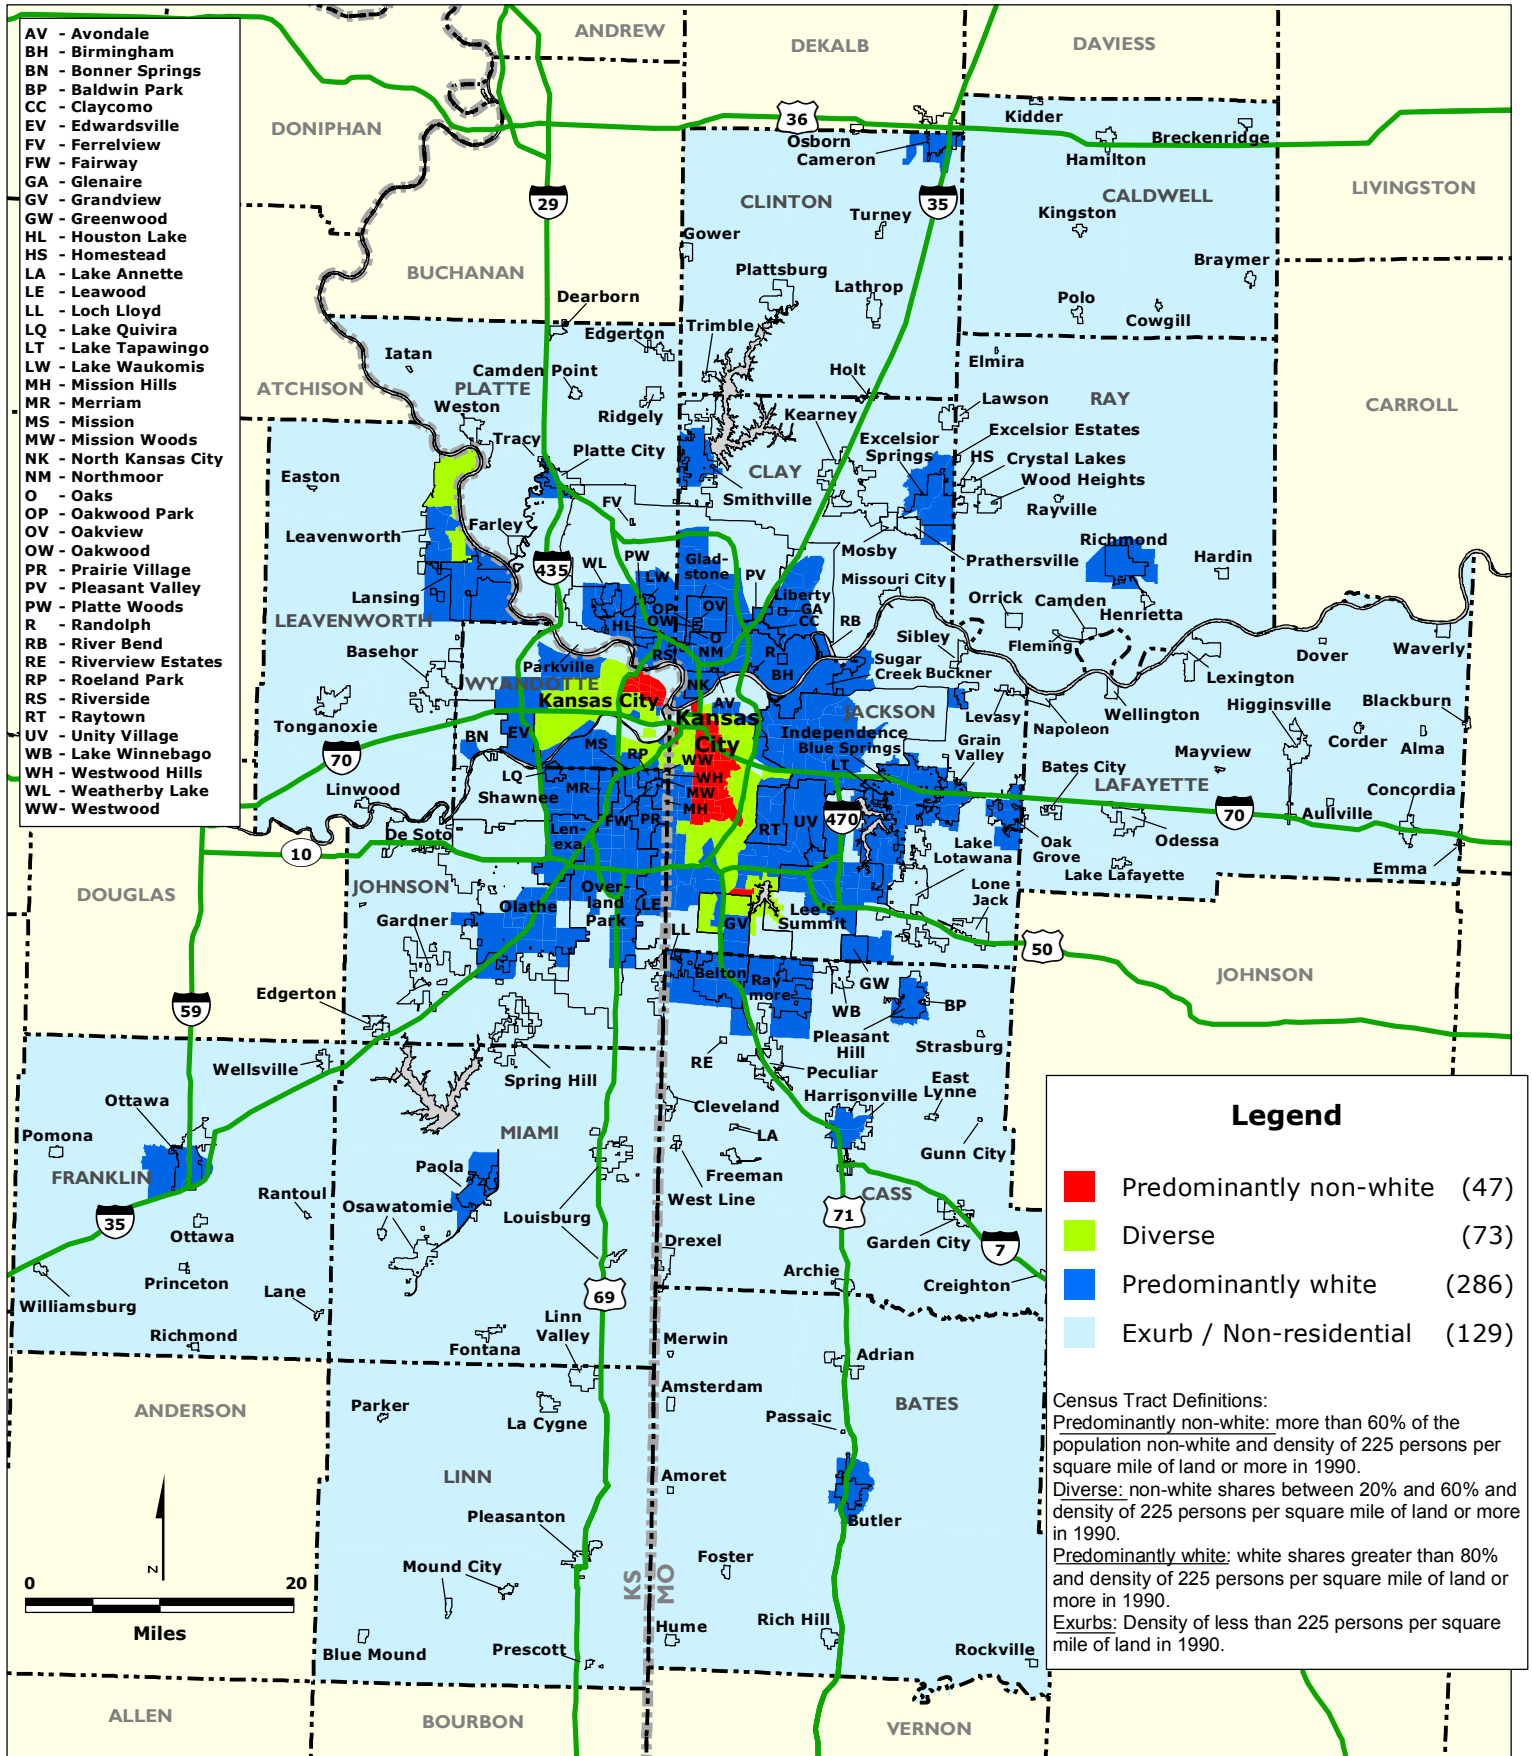 AV - Avondale
BH - Birmingham
BN - Bonner Springs
BP - Baldwin Park
CC - Claycomo
EV - Edwardsville
FV - Ferrelview
FW - Fairway
GA - Glenaire
GV - Grandview
GW - Greenwood
HL - Houston Lake
HS - Homestead
LA - Lake Annette
LE - Leawood
LL - Loch Lloyd
LQ - Lake Quivira
LT - Lake Tapawingo
LW - Lake Waukomis
MH - Mission Hills
MR - Merriam
MS - Mission
MW - Mission Woods
NK - North Kansas City
NM - Northmoor
O - Oaks
OP - Oakwood Park
OV - Oakview
OW - Oakwood
PR - Prairie Village
PV - Pleasant Valley
PW - Platte Woods
R - Randolph
RB - River Bend
RE - Riverview Estates
RP - Roeland Park
RS - Riverside
RT - Raytown
UV - Unity Village
WB - Lake Winnebago
WH - Westwood Hills
WL - Weatherby Lake
WW - Westwood
ANDREW
DEKALB
DAVIESS
DONIPHAN
36
Osborn
Cameron
Kidder
Hamilton
Breckenridge
29
35
CLINTON
Turney
Gower
CALDWELL
Kingston
LIVINGSTON
BUCHANAN
Plattsburg
Lathrop
Braymer
Polo
Cowgill
Dearborn
Edgerton
Trimble
Iatan
Camden Point
PLATTE
ATCHISON
Weston
Ridgely
Holt
Elmira
Lawson
RAY
CARROLL
Kearney
Tracy
Platte City
Excelsior
Springs
Excelsior Estates
HS
Crystal Lakes
Wood Heights
Rayville
CLAY
Smithville
Easton
FV
Leavenworth
Farley
Mosby
Prathersville
Richmond
Hardin
435
WL
PW
LW
Glad-
stone
PV
Liberty
GA
CC
Missouri City
Lansing
LEAVENWORTH
OP
OW
OV
O
HL
NM
RS
R
RB
BH
Orrick
Camden
Henrietta
Sibley
Fleming
Basehor
Parkville
WYANDOTTE
Kansas City
NK
AV
Sugar
Creek
Buckner
Lexington
Dover
Waverly
Tonganoxie
Kansas
City
JACKSON
Levasy
Napoleon
Wellington
Higginsville
Blackburn
BN
EV
MS
RP
WW
Independence
Blue Springs
Grain
Valley
Bates City
Mayview
Corder
Alma
70
LQ
WH
MW
MH
LT
LAFAYETTE
70
Concordia
Linwood
Shawnee
MR
FW
PR
RT
UV
470
Aullville
De Soto
10
Len-
exa
Lake
Lotawana
Oak
Grove
Odessa
Lake Lafayette
Emma
DOUGLAS
JOHNSON
Gardner
Olathe
Over-
land
Park
LE
LL
GV
Lee's
Summit
Lone
Jack
50
JOHNSON
Belton
Ray
more
GW
WB
BP
Pleasant
Hill
Strasburg
Edgerton
59
Wellsville
Spring Hill
RE
Peculiar
Harrisonville
East
Lynne
Ottawa
Pomona
FRANKLIN
MIAMI
Cleveland
LA
Gunn City
Freeman
West Line
CASS
Paola
Osawatomie
Louisburg
Rantoul
35
Ottawa
Princeton
Williamsburg
Lane
Richmond
71
7
Garden City
Creighton
Drexel
Archie
69
Linn
Valley
Fontana
Merwin
Adrian
Amsterdam
BATES
Passaic
ANDERSON
Parker
La Cygne
LINN
Amoret
Butler
Pleasanton
Mound City
Foster
KS
MO
Rich Hill
Hume
Rockville
Blue Mound
Prescott
N
0 20
Miles
ALLEN
BOURBON
VERNON
Legend
Predominantly non-white (47)
Diverse (73)
Predominantly white (286)
Exurb / Non-residential (129)
Census Tract Definitions:
Predominantly non-white: more than 60% of the
population non-white and density of 225 persons per
square mile of land or more in 1990.
Diverse: non-white shares between 20% and 60% and
density of 225 persons per square mile of land or more
in 1990.
Predominantly white: white shares greater than 80%
and density of 225 persons per square mile of land or
more in 1990.
Exurbs: Density of less than 225 persons per square
mile of land in 1990.